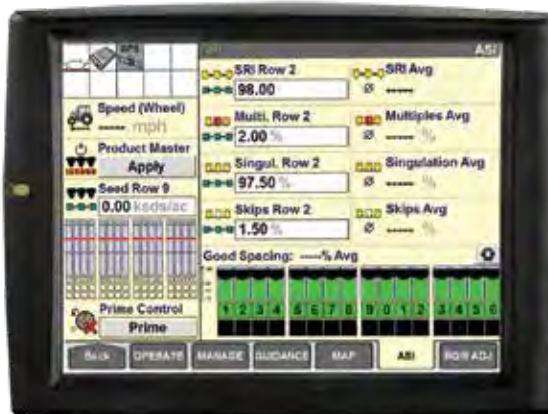 GPS
ASI
SRI Row 2
98.00
SRI Avg
Ø -----
Speed (Wheel)
----- mph
Multi. Row 2
2.00 %
Multiples Avg
Ø ----- %
Product Master
Apply
Singul. Row 2
97.50 %
Singulation Avg
Ø ----- %
Seed Row 9
0.00 ksds/ac
Skips Row 2
1.50 %
Skips Avg
Ø ----- %
Good Spacing: ----% Avg
1 2 3 4 5 6 7 8 9 0 1 2 3 4 5 6
Prime Control
Prime
Back
OPERATE
MANAGE
GUIDANCE
MAP
ASI
ROW ADJ